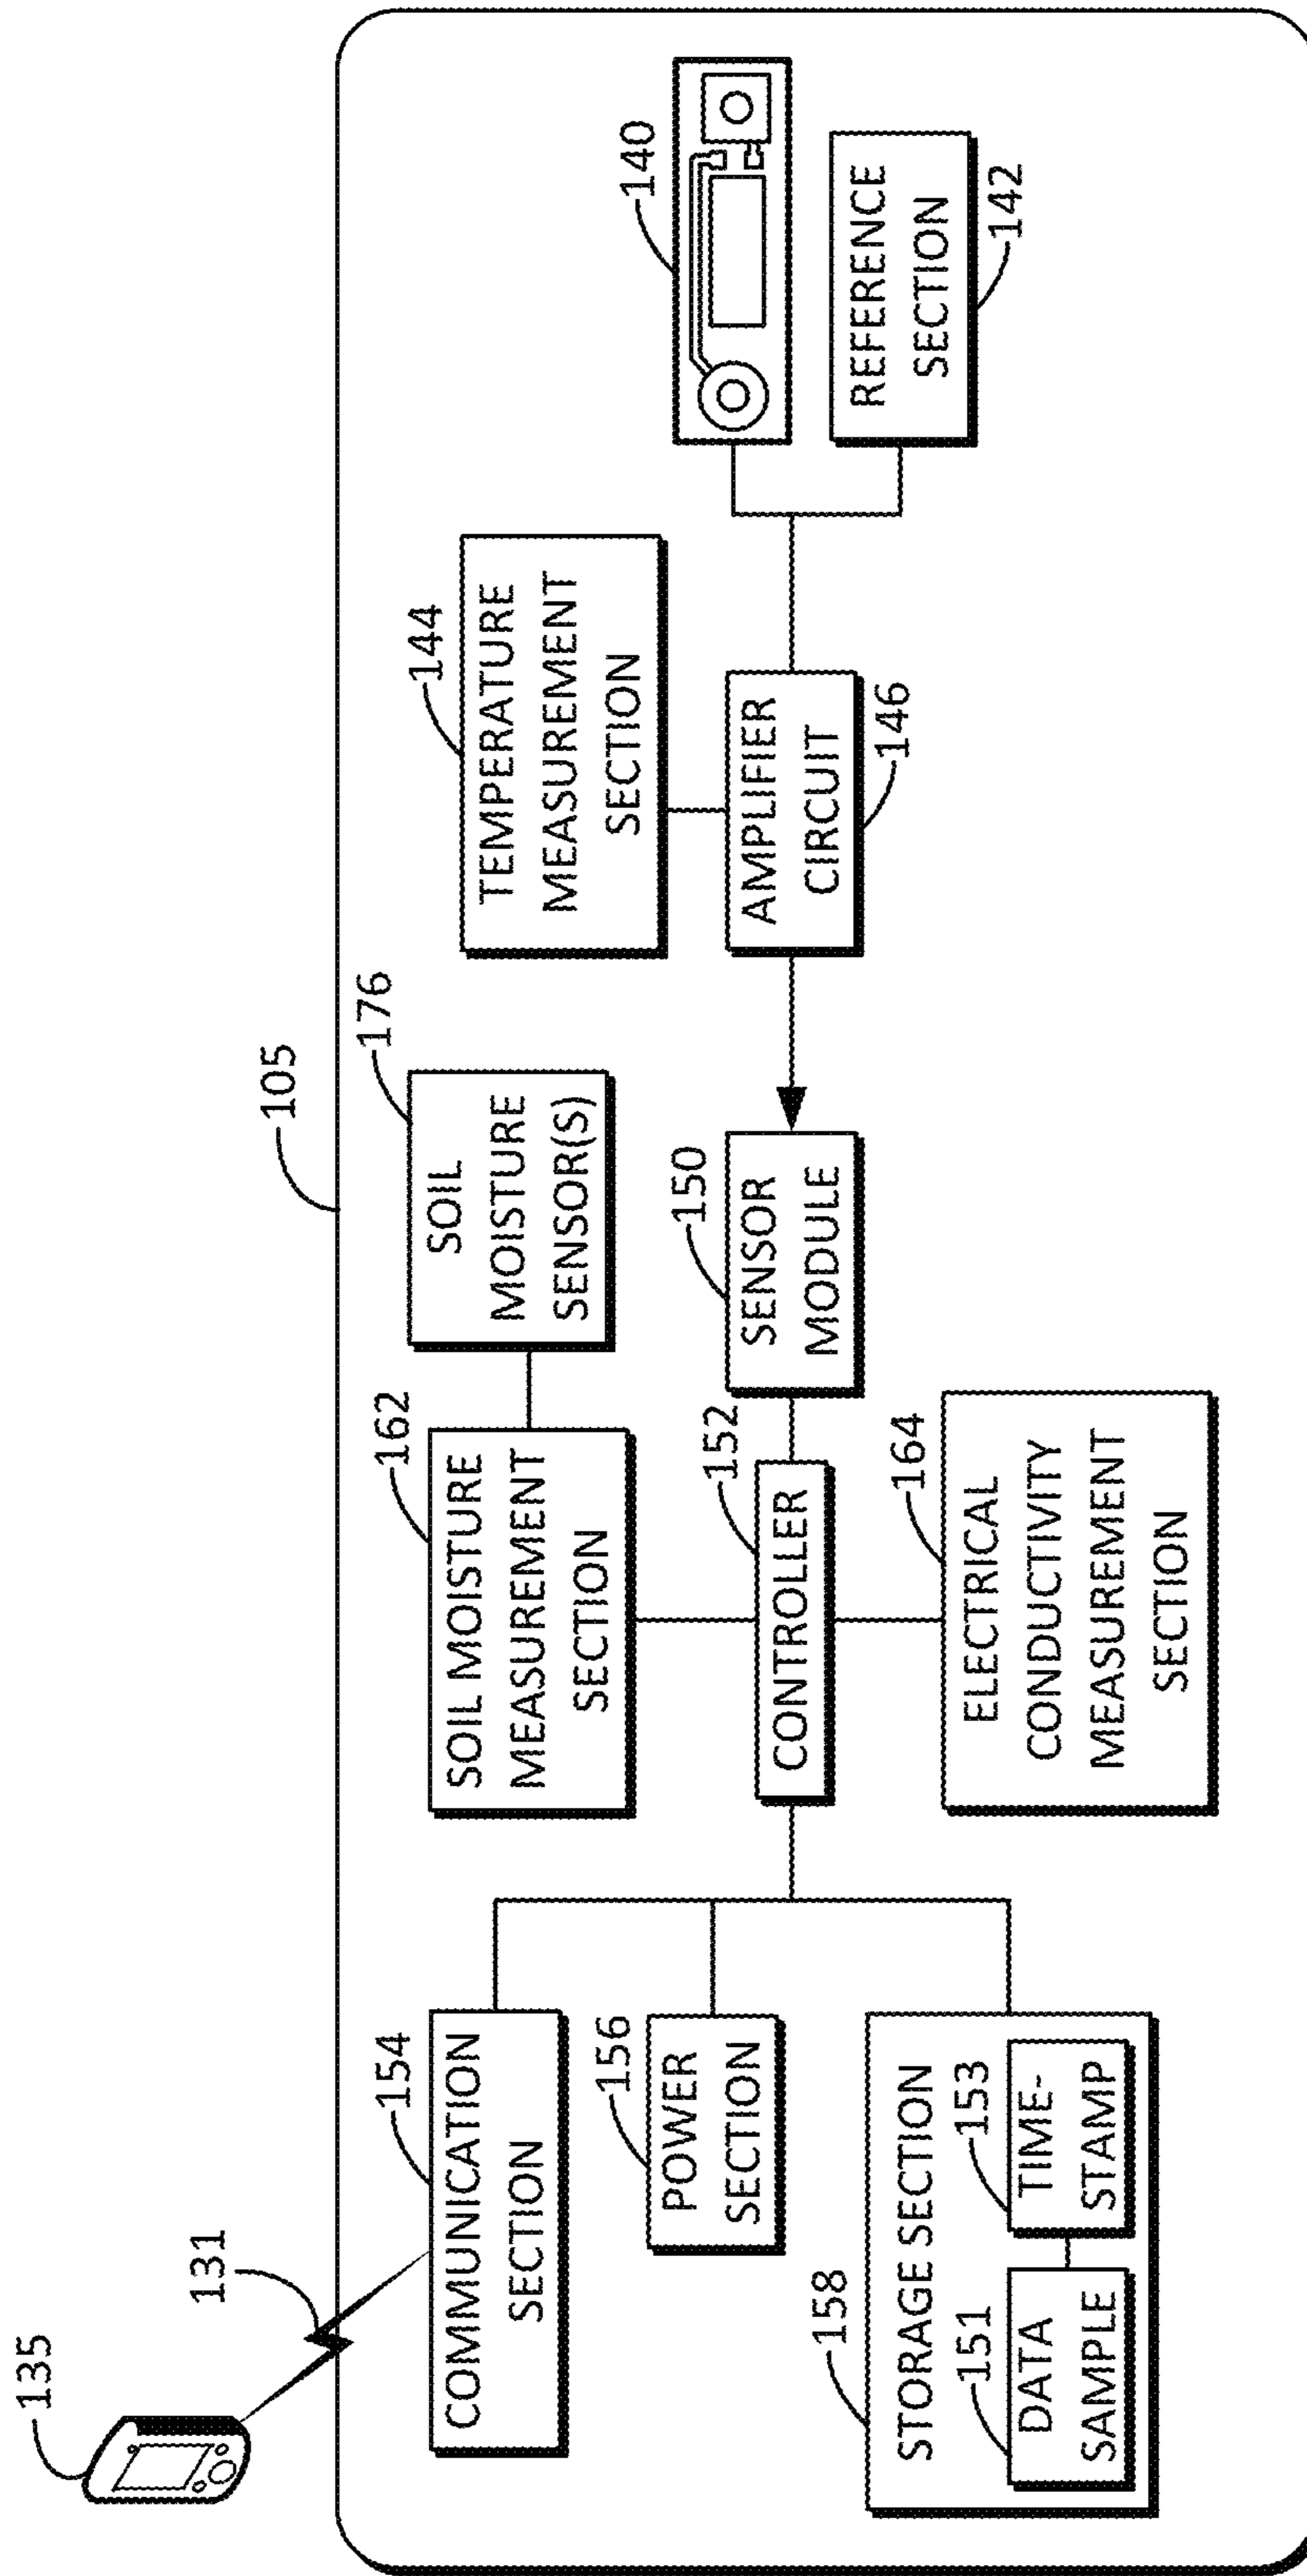 135
131
105
154
COMMUNICATION
SECTION
156
POWER
SECTION
158
STORAGE SECTION
151
DATA
SAMPLE
153
TIME-
STAMP
162
SOIL MOISTURE
MEASUREMENT
SECTION
176
SOIL
MOISTURE
SENSOR(S)
152
CONTROLLER
164
ELECTRICAL
CONDUCTIVITY
MEASUREMENT
SECTION
150
SENSOR
MODULE
144
TEMPERATURE
MEASUREMENT
SECTION
AMPLIFIER
CIRCUIT
146
140
REFERENCE
SECTION
142